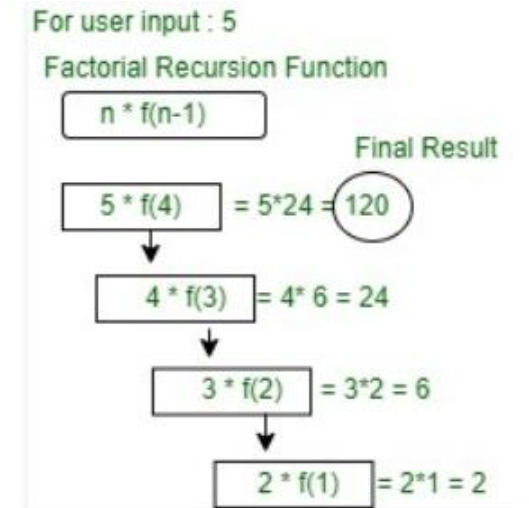 For user input : 5
Factorial Recursion Function
n * f(n-1)
Final Result
5 * f(4) = 5*24 = 120
4 * f(3) = 4* 6 = 24
3 * f(2) = 3*2 = 6
2 * f(1) = 2*1 = 2